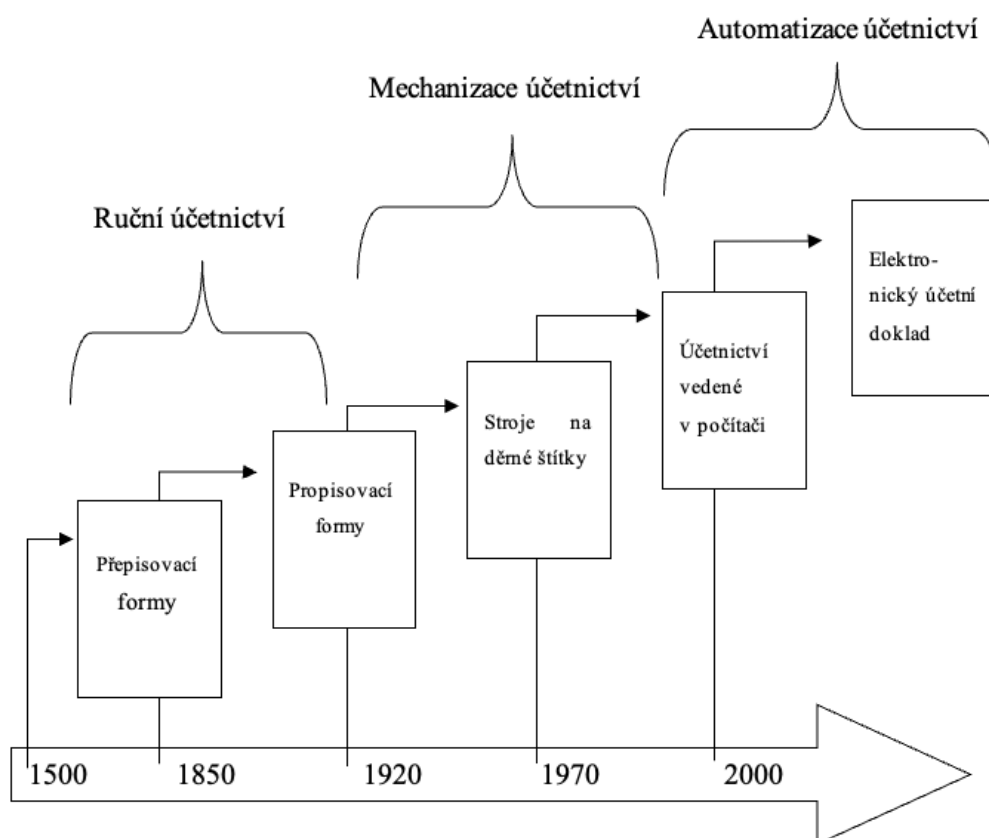 Automatizace účetnictví
Mechanizace účetnictví
Ruční účetnictví
Přepisovací
formy
Propisovací
formy
Stroje na
děrné štítky
Účetnictví
vedené
v počítači
Elektro-
nický účetní
doklad
1500
1850
1920
1970
2000